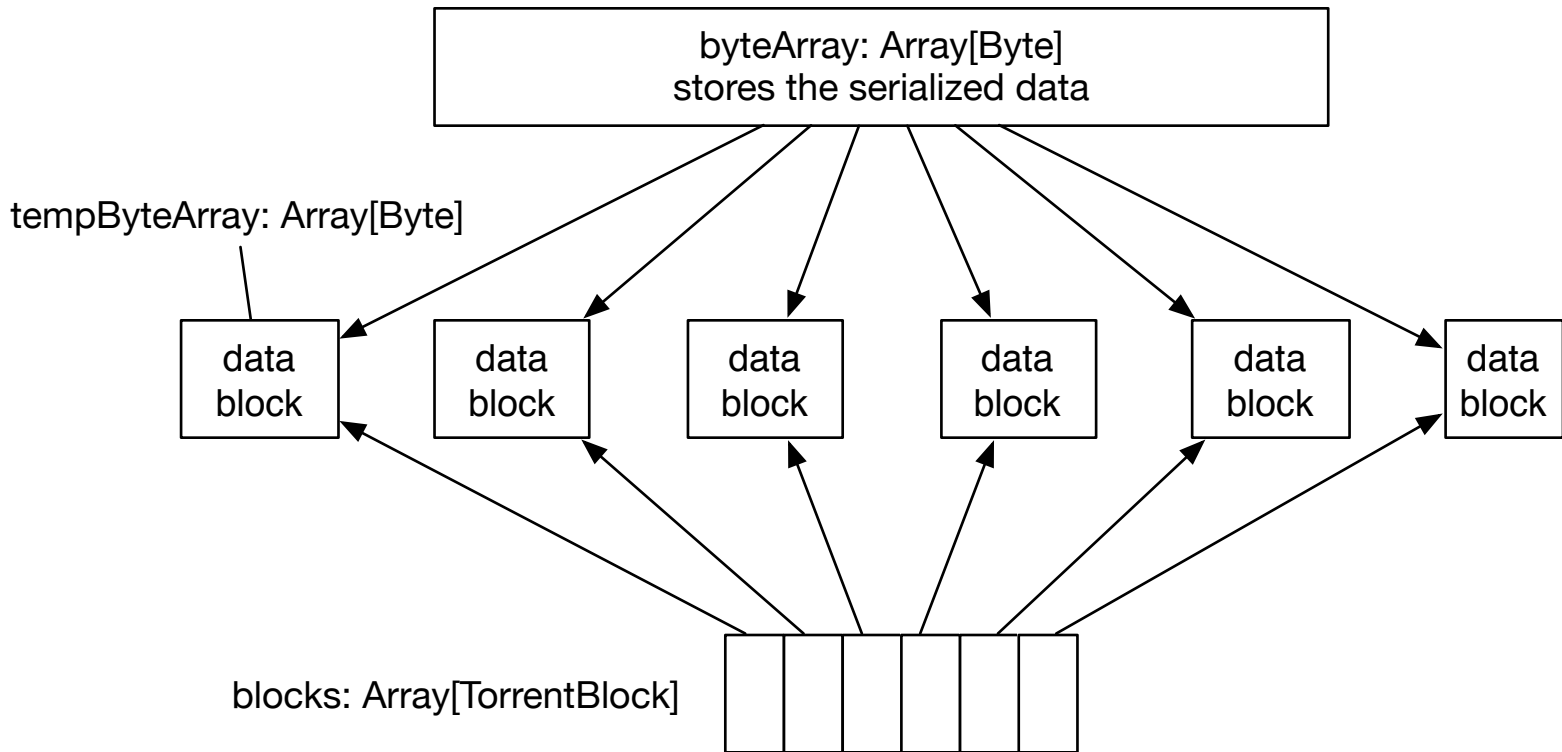 byteArray: Array[Byte]
stores the serialized data
tempByteArray: Array[Byte]
data
block
data
block
data
block
data
block
data
block
data
block
blocks: Array[TorrentBlock]